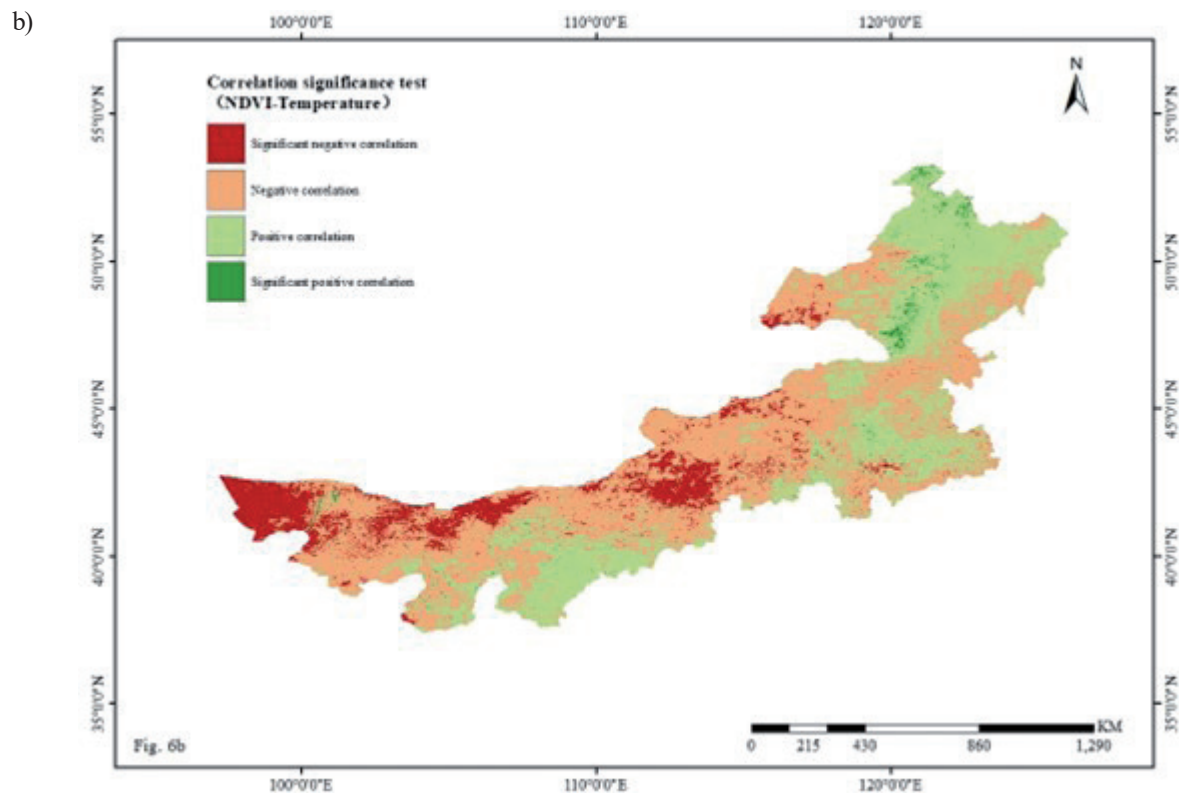 b)
100°0'0"E 110°0'0"E 120°0'0"E
N
Correlation significance test
(NDVI-Temperature)
Significant negative correlation
Negative correlation
Positive correlation
Significant positive correlation
55°0'0"N 55°0'0"N
50°0'0"N 50°0'0"N
45°0'0"N 45°0'0"N
40°0'0"N 40°0'0"N
35°0'0"N 35°0'0"N
KM
0 215 430 860 1,290
Fig. 6b
100°0'0"E 110°0'0"E 120°0'0"E